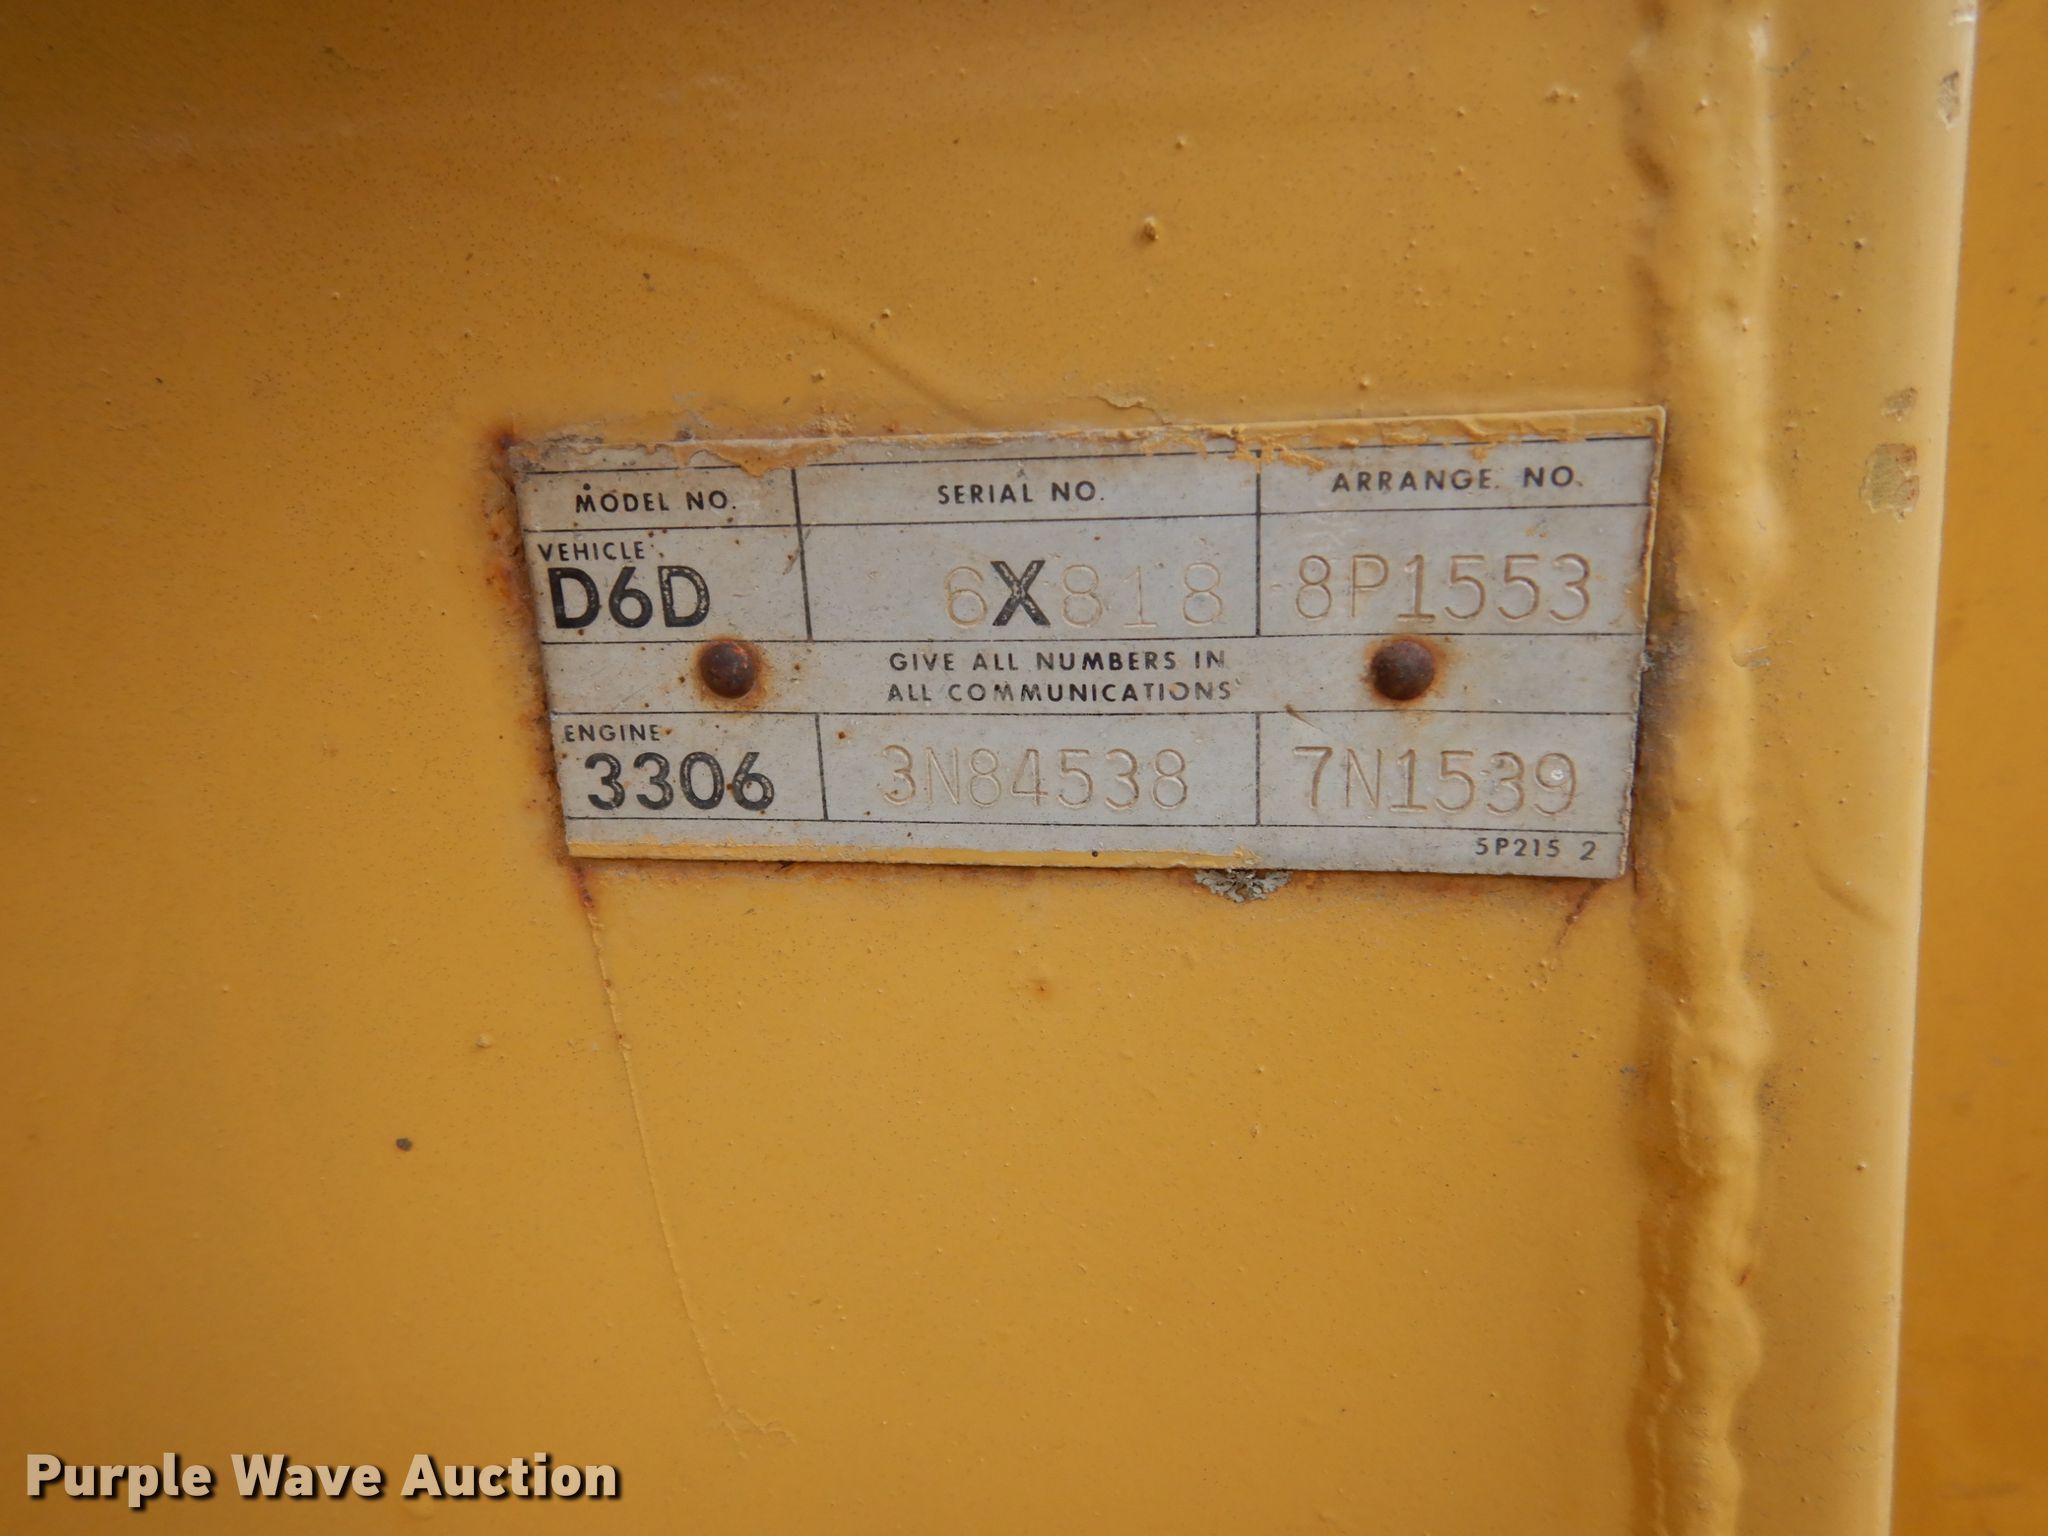 MODEL NO. SERIAL NO. ARRANGE. NO.
VEHICLE
D6D 6X818 8P1553
GIVE ALL NUMBERS IN
ALL COMMUNICATIONS
ENGINE
3306 3N84538 7N1539
5P215 2
Purple Wave Auction